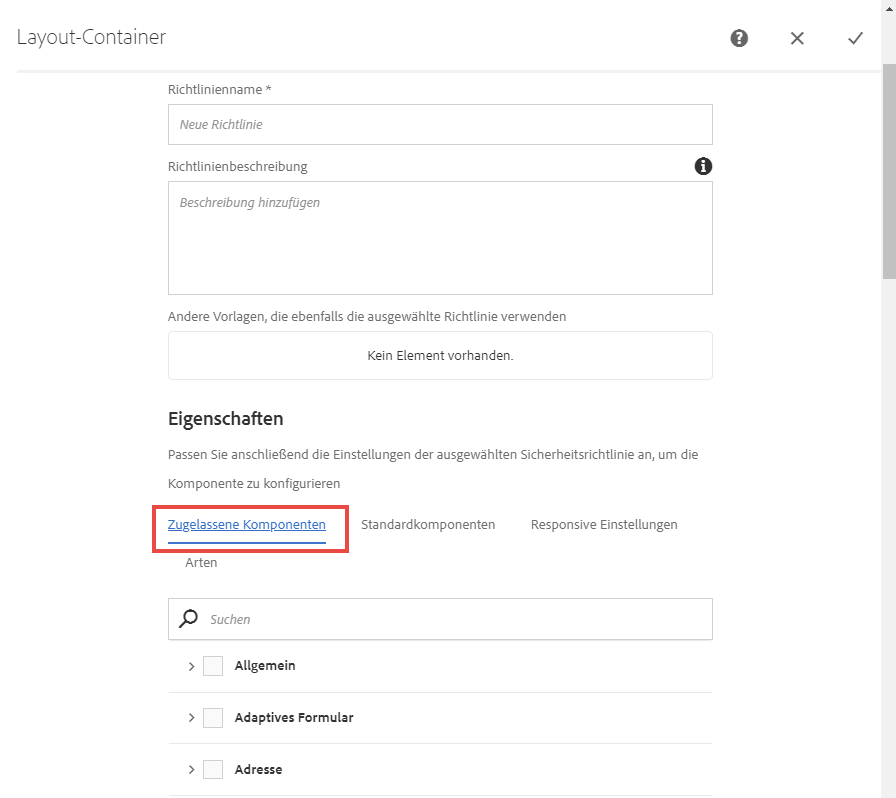 Layout-Container
Richtlinienname *
Neue Richtlinie
Richtlinienbeschreibung
Beschreibung hinzufügen
Andere Vorlagen, die ebenfalls die ausgewählte Richtlinie verwenden
Kein Element vorhanden.
Eigenschaften
Passen Sie anschließend die Einstellungen der ausgewählten Sicherheitsrichtlinie an, um die
Komponente zu konfigurieren
Zugelassene Komponenten Standardkomponenten Responsive Einstellungen
Arten
Suchen
Allgemein
Adaptives Formular
Adresse